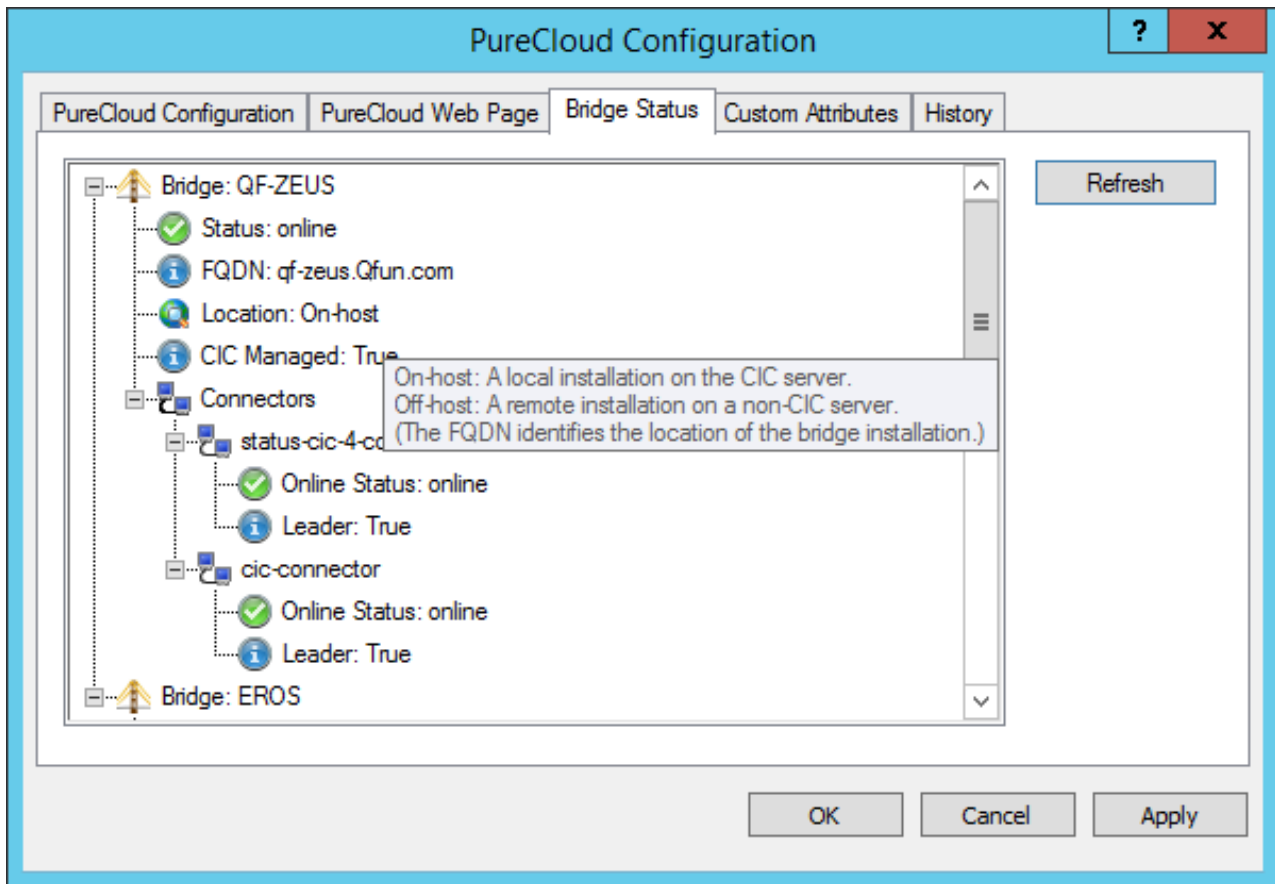 PureCloud Configuration
? x
PureCloud Configuration PureCloud Web Page Bridge Status Custom Attributes History
Bridge: QF-ZEUS
Refresh
Status: online
FQDN: qf-zeus.Qfun.com
Location: On-host
CIC Managed: True
On-host: A local installation on the CIC server.
Connectors
Off-host: A remote installation on a non-CIC server.
(The FQDN identifies the location of the bridge installation.)
status-cic-4-co
Online Status: online
Leader: True
cic-connector
Online Status: online
Leader: True
Bridge: EROS
OK Cancel Apply